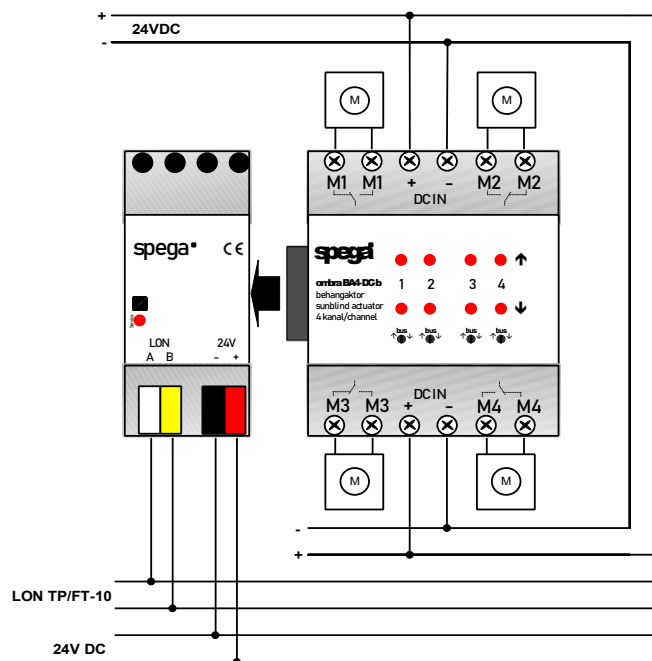 +
24VDC
-
M
M
M1 M1 + - M2 M2
DC IN
spega
CE
spega
ombra BA4-DC-b
behangaktor
sunblind actuator
4 kanal/channel
1 2 3 4
bus bus bus bus
Service
LON 24V
A B - +
DC IN
M3 M3 + - M4 M4
M
M
-
+
LON TP/FT-10
24V DC